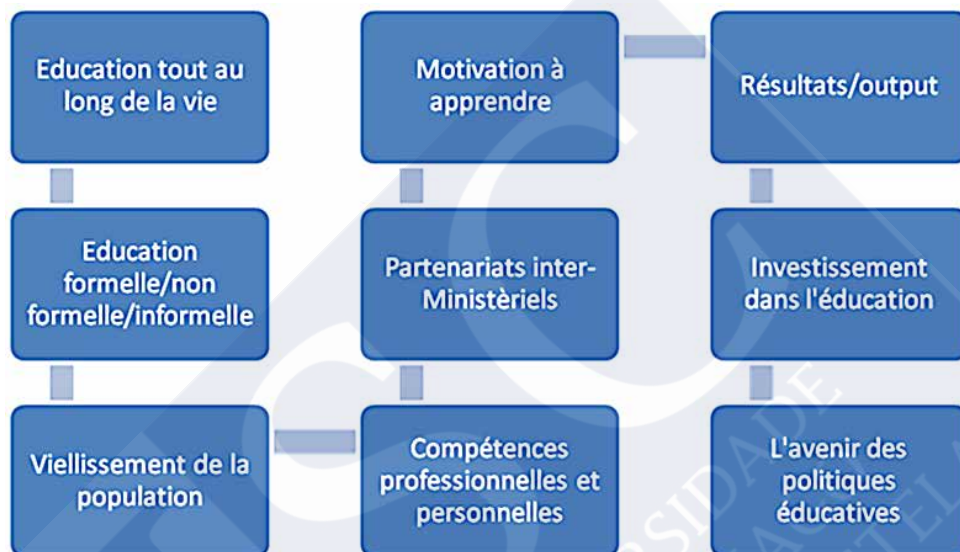 Education tout au
long de la vie
Education
formelle/non
formelle/informelle
Viellissement de la
population
Compétences
professionnelles et
personnelles
Partenariats inter-
Ministèriels
Motivation à
apprendre
Résultats/output
Investissement
dans l'éducation
L'avenir des
politiques
éducatives